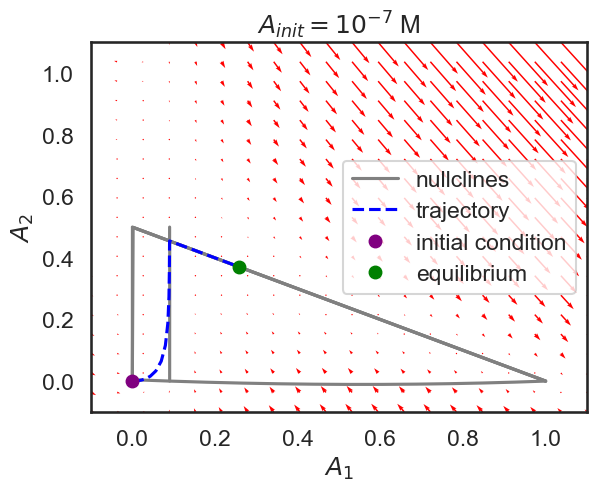 A_init = 10^-7 M
A_2
1.0
0.8
0.6
0.4
0.2
0.0
nullclines
trajectory
initial condition
equilibrium
0.0 0.2 0.4 0.6 0.8 1.0
A_1